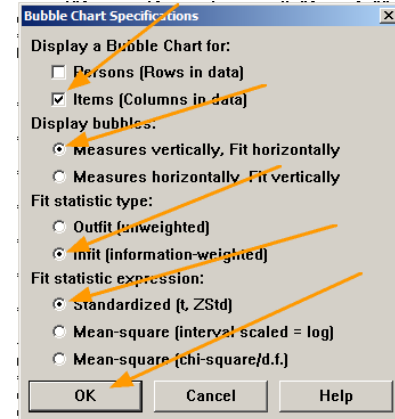 Bubble Chart Specifications
Display a Bubble Chart for:
Persons (Rows in data)
Items (Columns in data)
Display bubbles:
Measures vertically, Fit horizontally
Measures horizontally, Fit vertically
Fit statistic type:
Outfit (unweighted)
Infit (information-weighted)
Fit statistic expression:
Standardized (t, ZStd)
Mean-square (interval scaled = log)
Mean-square (chi-square/d.f.)
OK Cancel Help